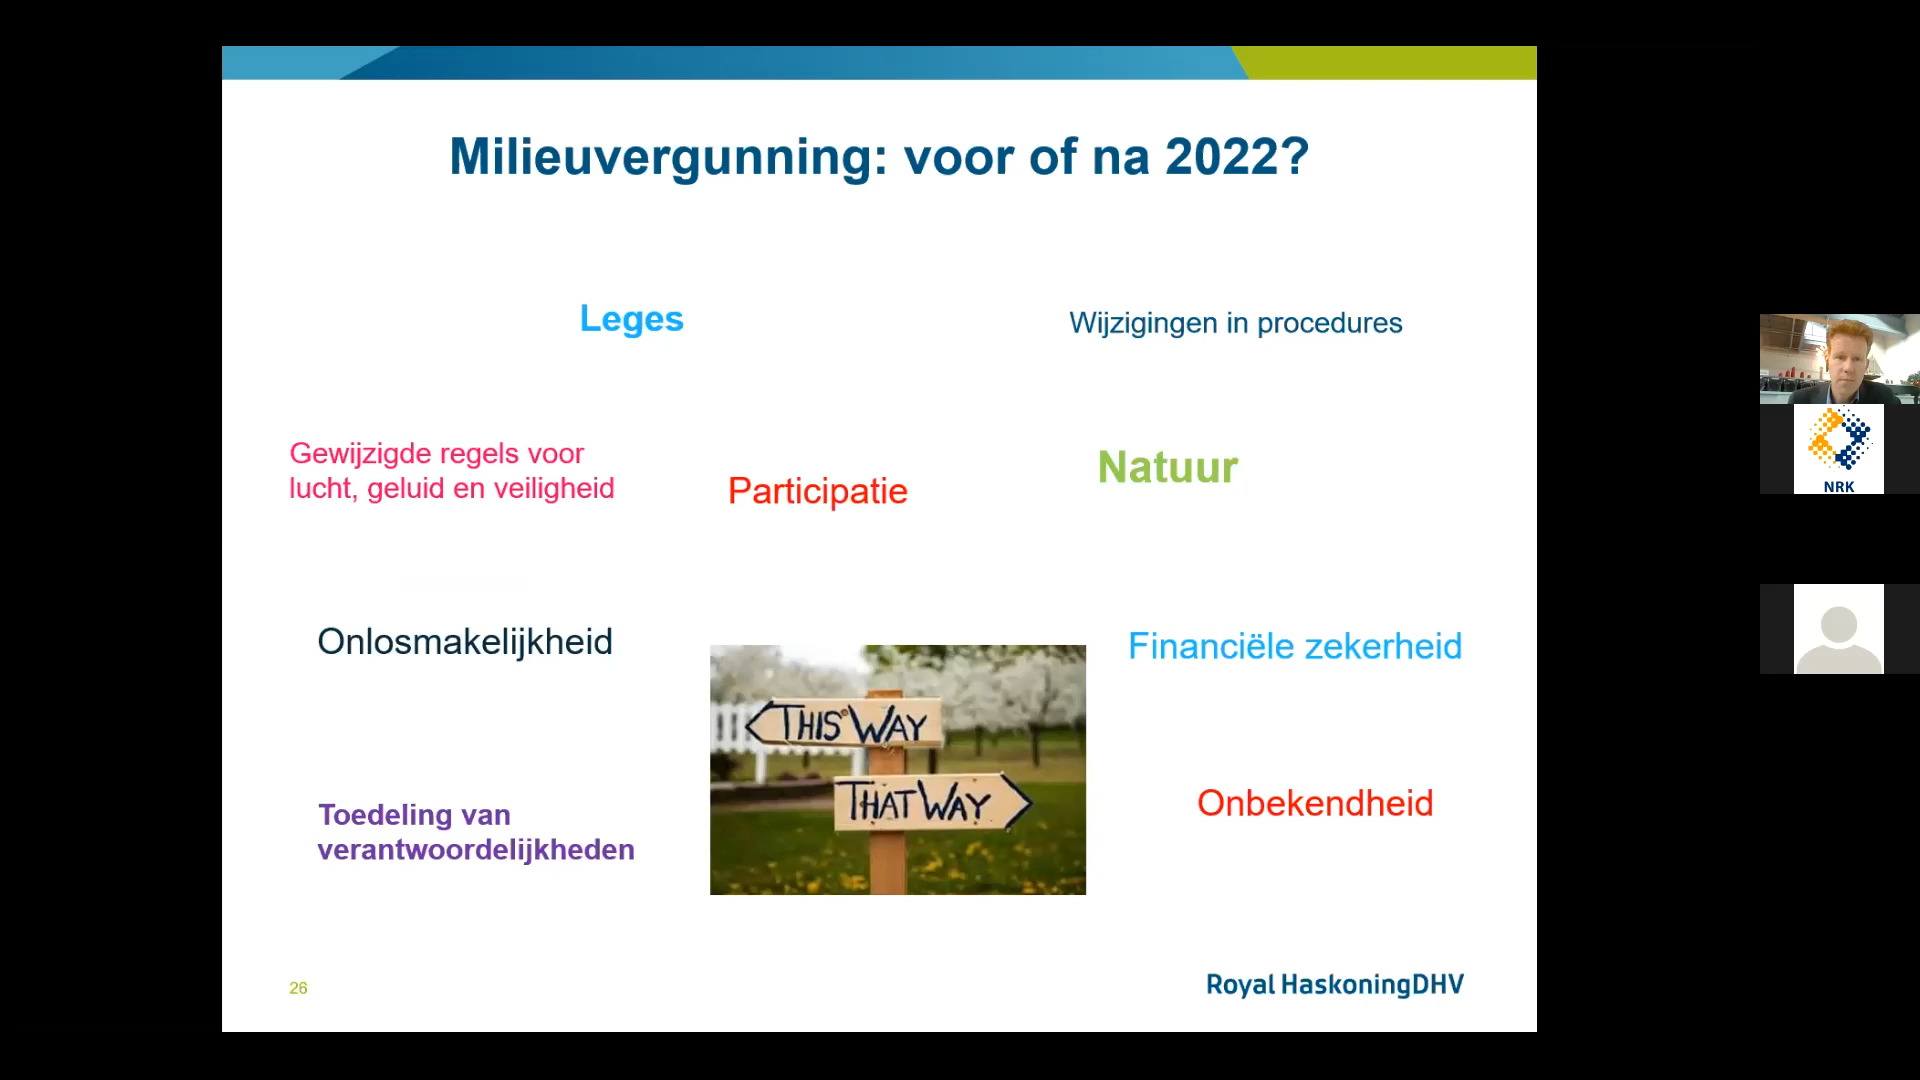 Milieuvergunning: voor of na 2022?
Leges
Wijzigingen in procedures
Gewijzigde regels voor
lucht, geluid en veiligheid
Participatie
Natuur
Onlosmakelijkheid
Financiële zekerheid
THIS WAY
THAT WAY
Toedeling van
verantwoordelijkheden
Onbekendheid
26
Royal HaskoningDHV
NRK